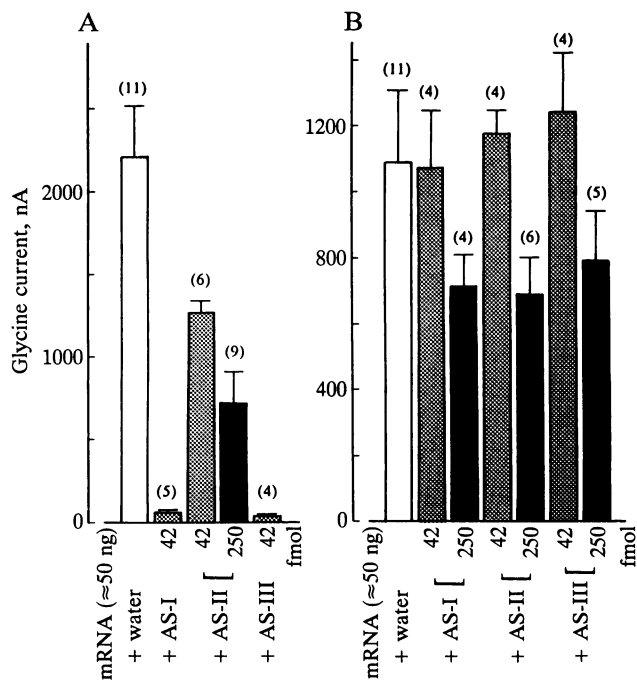 A
B
Glycine current, nA
2000
1000
0
(11)
(5)
(6)
(9)
(4)
42
42
250
42
fmol
mRNA (≈50 ng)
+ water
+ AS-I
+ AS-II
+ AS-III
1200
800
400
0
(11)
(4)
(4)
(4)
(6)
(4)
(5)
42
250
42
250
42
250
fmol
mRNA (≈50 ng)
+ water
+ AS-I
+ AS-II
+ AS-III